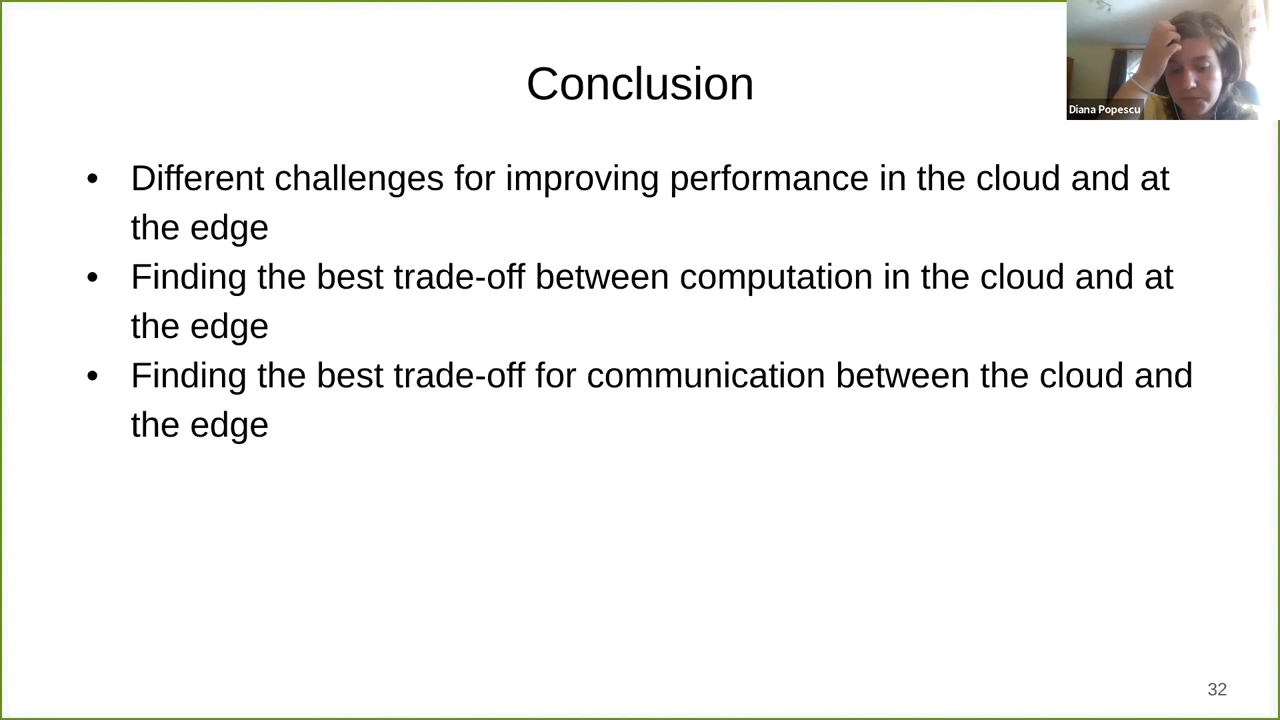 Conclusion
Diana Popescu
• Different challenges for improving performance in the cloud and at
the edge
• Finding the best trade-off between computation in the cloud and at
the edge
• Finding the best trade-off for communication between the cloud and
the edge
32